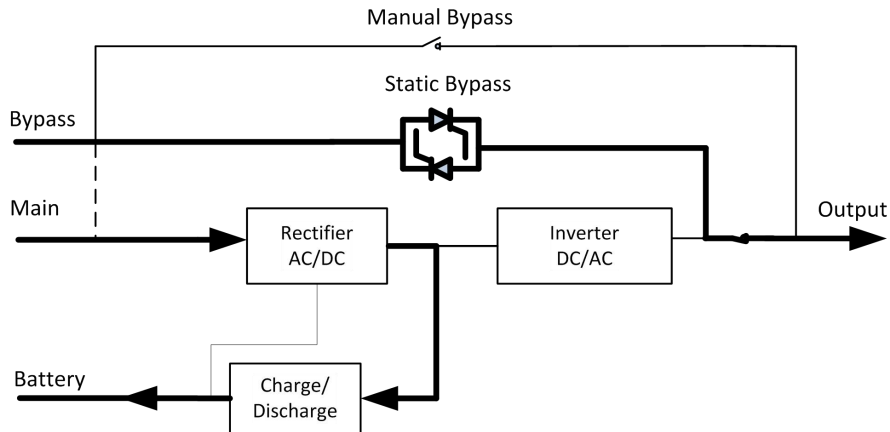 Manual Bypass
Static Bypass
Bypass
Main
Rectifier
AC/DC
Inverter
DC/AC
Output
Battery
Charge/
Discharge